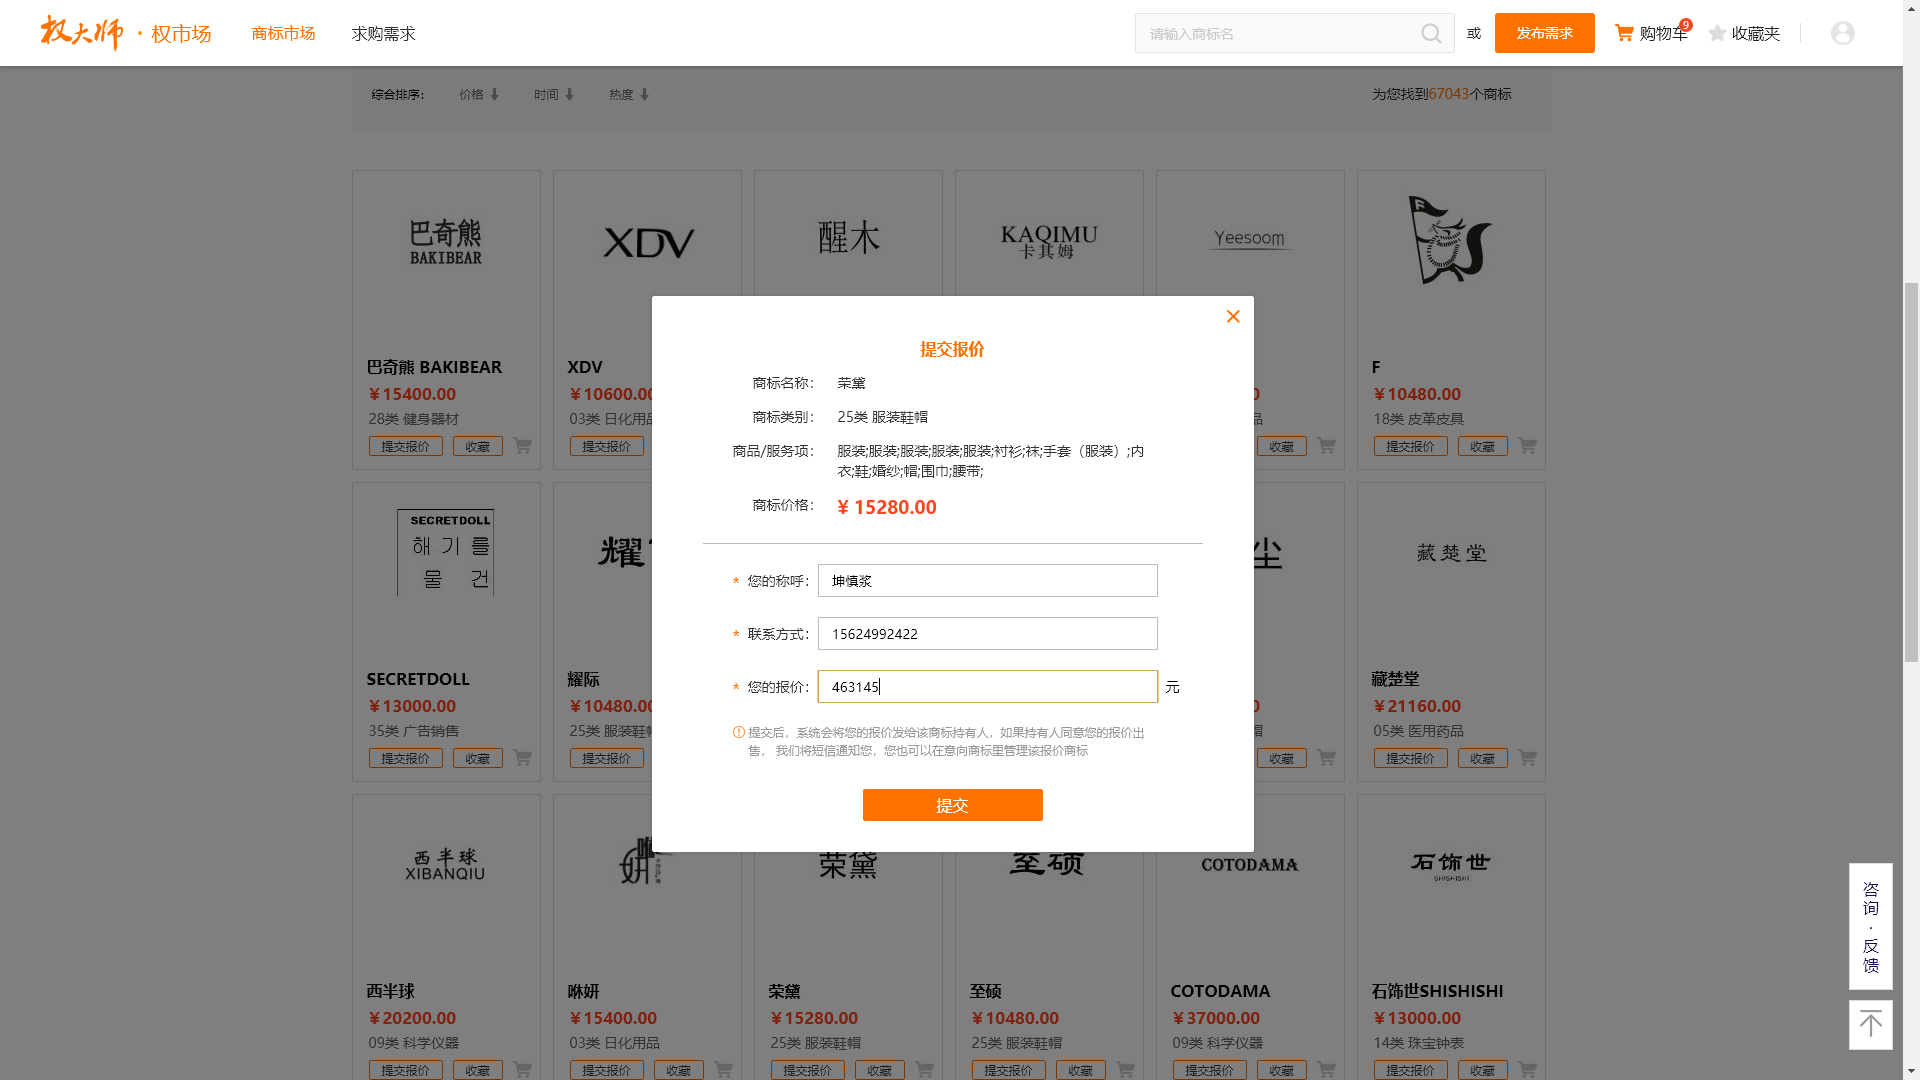 权大师 · 权市场 商标市场 求购需求 请输入商标名 或 发布需求 购物车 9 收藏夹
综合排序： 价格 时间 热度 为您找到67043个商标
巴奇熊 BAKIBEAR XDV 醒木 KAQIMU 卡其姆 Yeesoom F
巴奇熊 BAKIBEAR XDV F
￥15400.00 ￥10600.00 0 ￥10480.00
28类 健身器材 03类 日化用品 品 18类 皮革皮具
提交报价 收藏 提交报价 收藏 提交报价 收藏
提交报价
商标名称： 荣黛
商标类别： 25类 服装鞋帽
商品/服务项： 服装;服装;服装;服装;服装;衬衫;袜;手套（服装）;内
衣;鞋;婚纱;帽;围巾;腰带;
商标价格： ¥ 15280.00
* 您的称呼： 坤慎浆
* 联系方式： 15624992422
* 您的报价： 463145 元
提交后，系统会将您的报价发给该商标持有人，如果持有人同意您的报价出
售， 我们将短信通知您，您也可以在意向商标里管理该报价商标
提交
SECRETDOLL 해 기 를 물 건 耀 尘 藏楚堂
SECRETDOLL 耀际 藏楚堂
￥13000.00 ￥10480.00 0 ￥21160.00
35类 广告销售 25类 服装鞋帽 帽 05类 医用药品
提交报价 收藏 提交报价 收藏 提交报价 收藏
西半球 XIBANQIU 咻妍 荣黛 至硕 COTODAMA 石饰世 SHISHISHI
西半球 咻妍 荣黛 至硕 COTODAMA 石饰世SHISHISHI
￥20200.00 ￥15400.00 ￥15280.00 ￥10480.00 ￥37000.00 ￥13000.00
09类 科学仪器 03类 日化用品 25类 服装鞋帽 25类 服装鞋帽 09类 科学仪器 14类 珠宝钟表
提交报价 收藏 提交报价 收藏 提交报价 收藏 提交报价 收藏 提交报价 收藏 提交报价 收藏
咨
询
·
反
馈